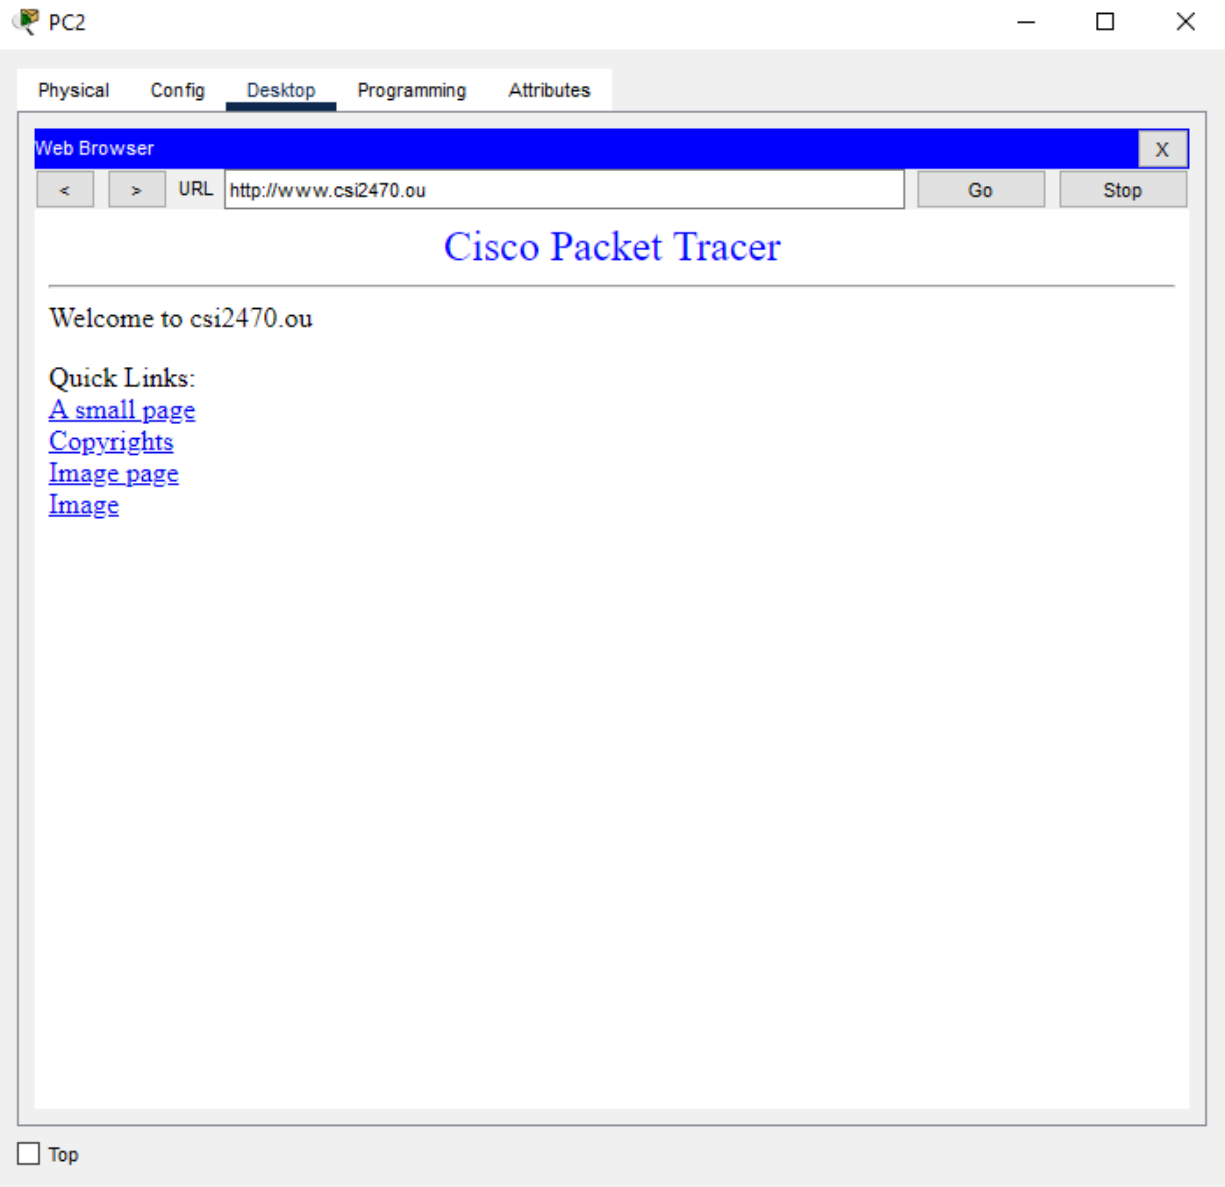 PC2
Physical Config Desktop Programming Attributes
Web Browser X
< > URL http://www.csi2470.ou Go Stop
Cisco Packet Tracer
Welcome to csi2470.ou
Quick Links:
A small page
Copyrights
Image page
Image
Top